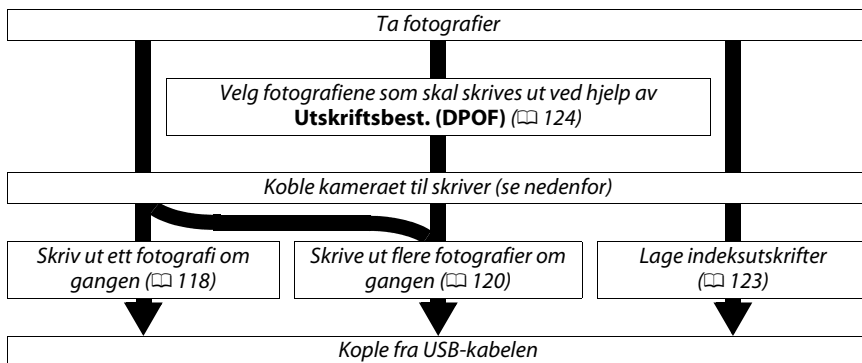 Ta fotografier
Velg fotografiene som skal skrives ut ved hjelp av
Utskriftsbest. (DPOF) (📖 124)
Koble kameraet til skriver (se nedenfor)
Skriv ut ett fotografi om
gangen (📖 118)
Skrive ut flere fotografier om
gangen (📖 120)
Lage indeksutskrifter
(📖 123)
Kople fra USB-kabelen